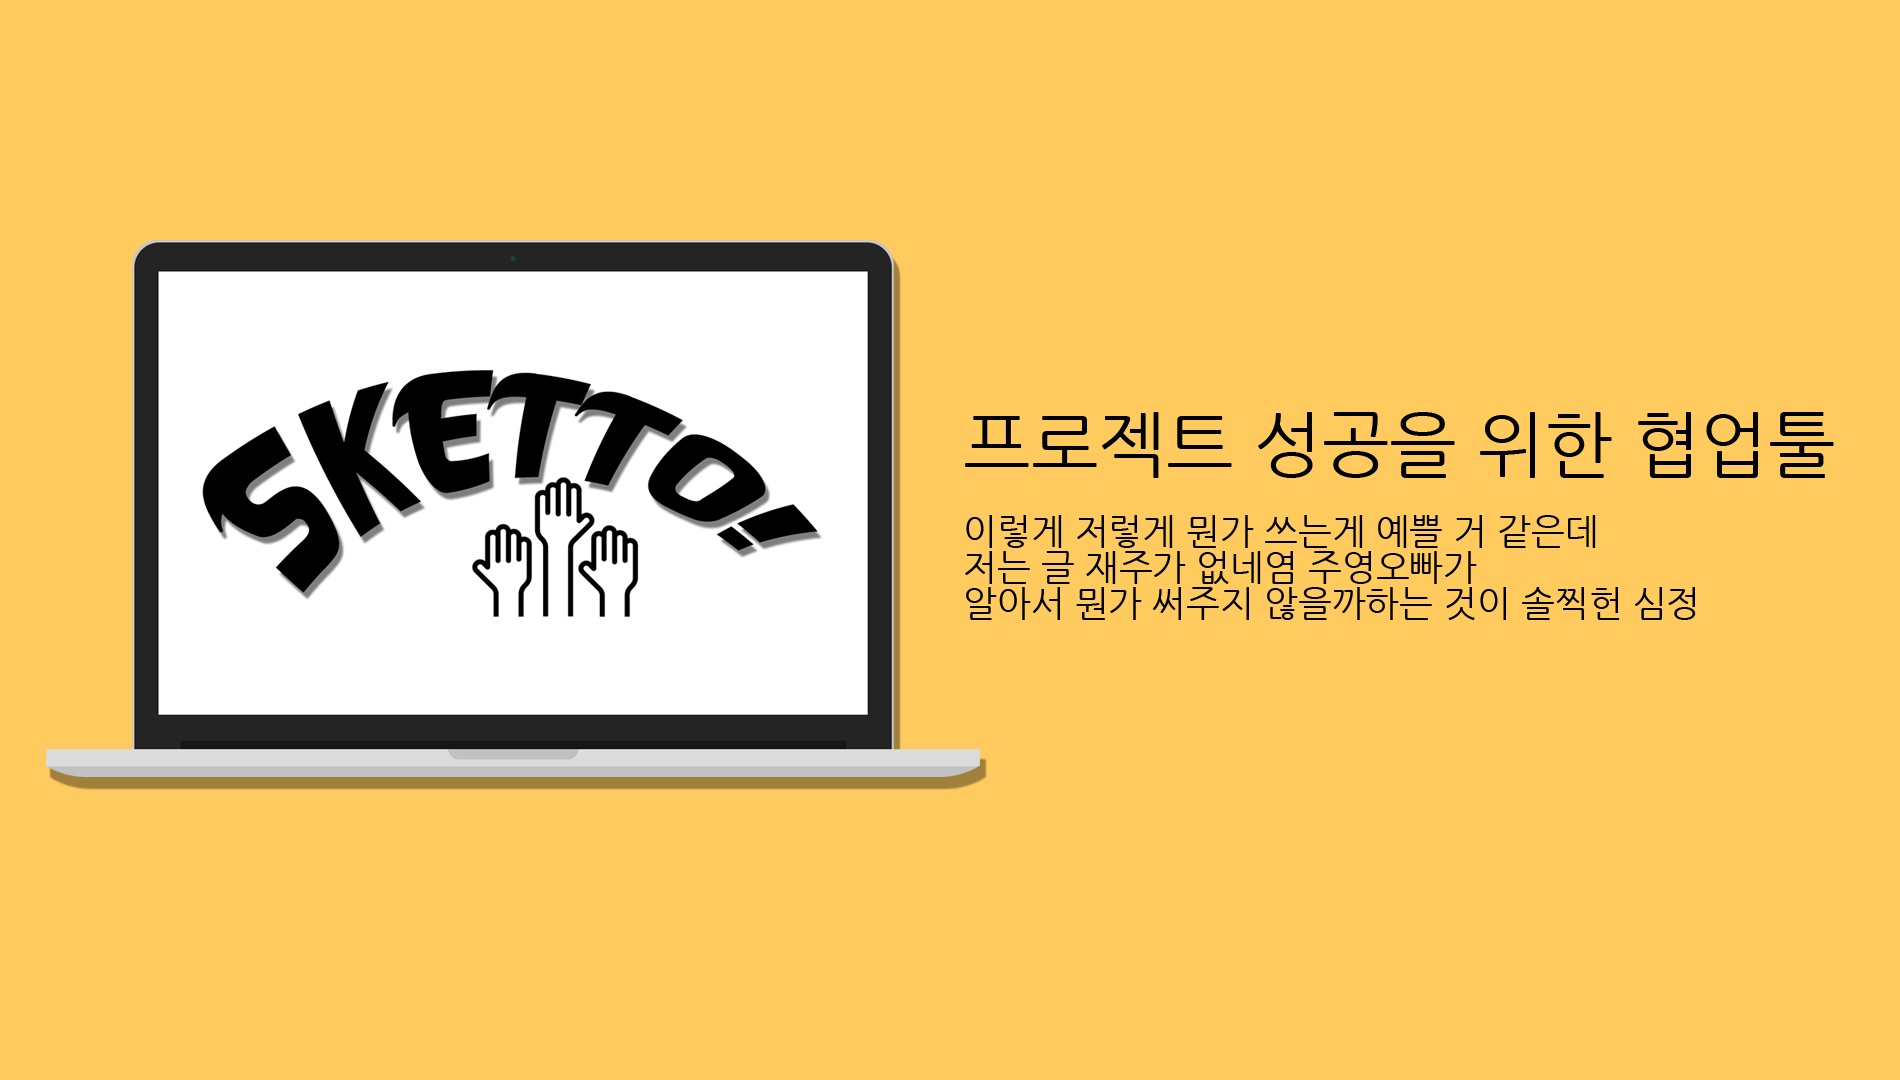 SKETTO!
프로젝트 성공을 위한 협업툴
이렇게 저렇게 뭔가 쓰는게 예쁠 거 같은데
저는 글 재주가 없네염 주영오빠가
알아서 뭔가 써주지 않을까하는 것이 솔찍헌 심정